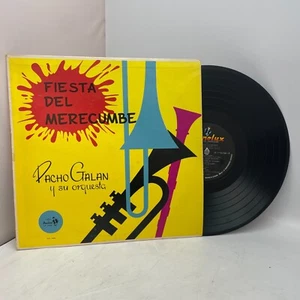 FIESTA
DEL
MERECUMBE
PACHO GALAN
y su orquesta